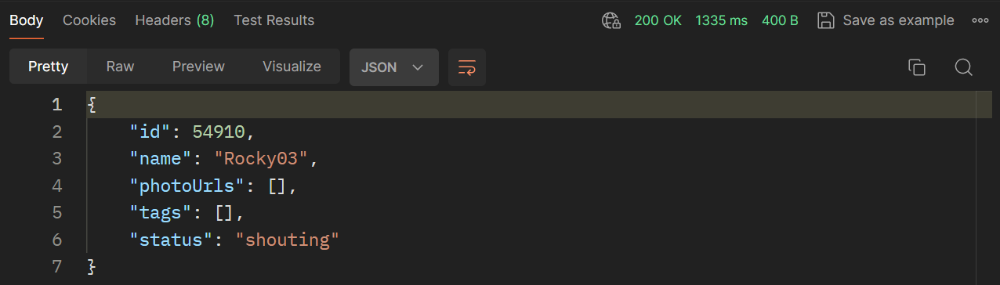 Body Cookies Headers (8) Test Results 200 OK 1335 ms 400 B Save as example
Pretty Raw Preview Visualize JSON
1 {
2 "id": 54910,
3 "name": "Rocky03",
4 "photoUrls": [],
5 "tags": [],
6 "status": "shouting"
7 }